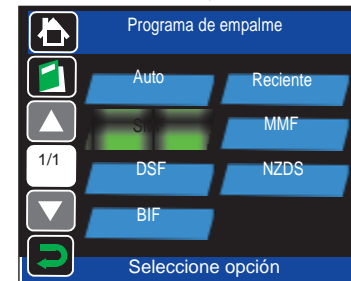 Programa de empalme
Auto
Reciente
MMF
1/1
DSF
NZDS
BIF
Seleccione opción